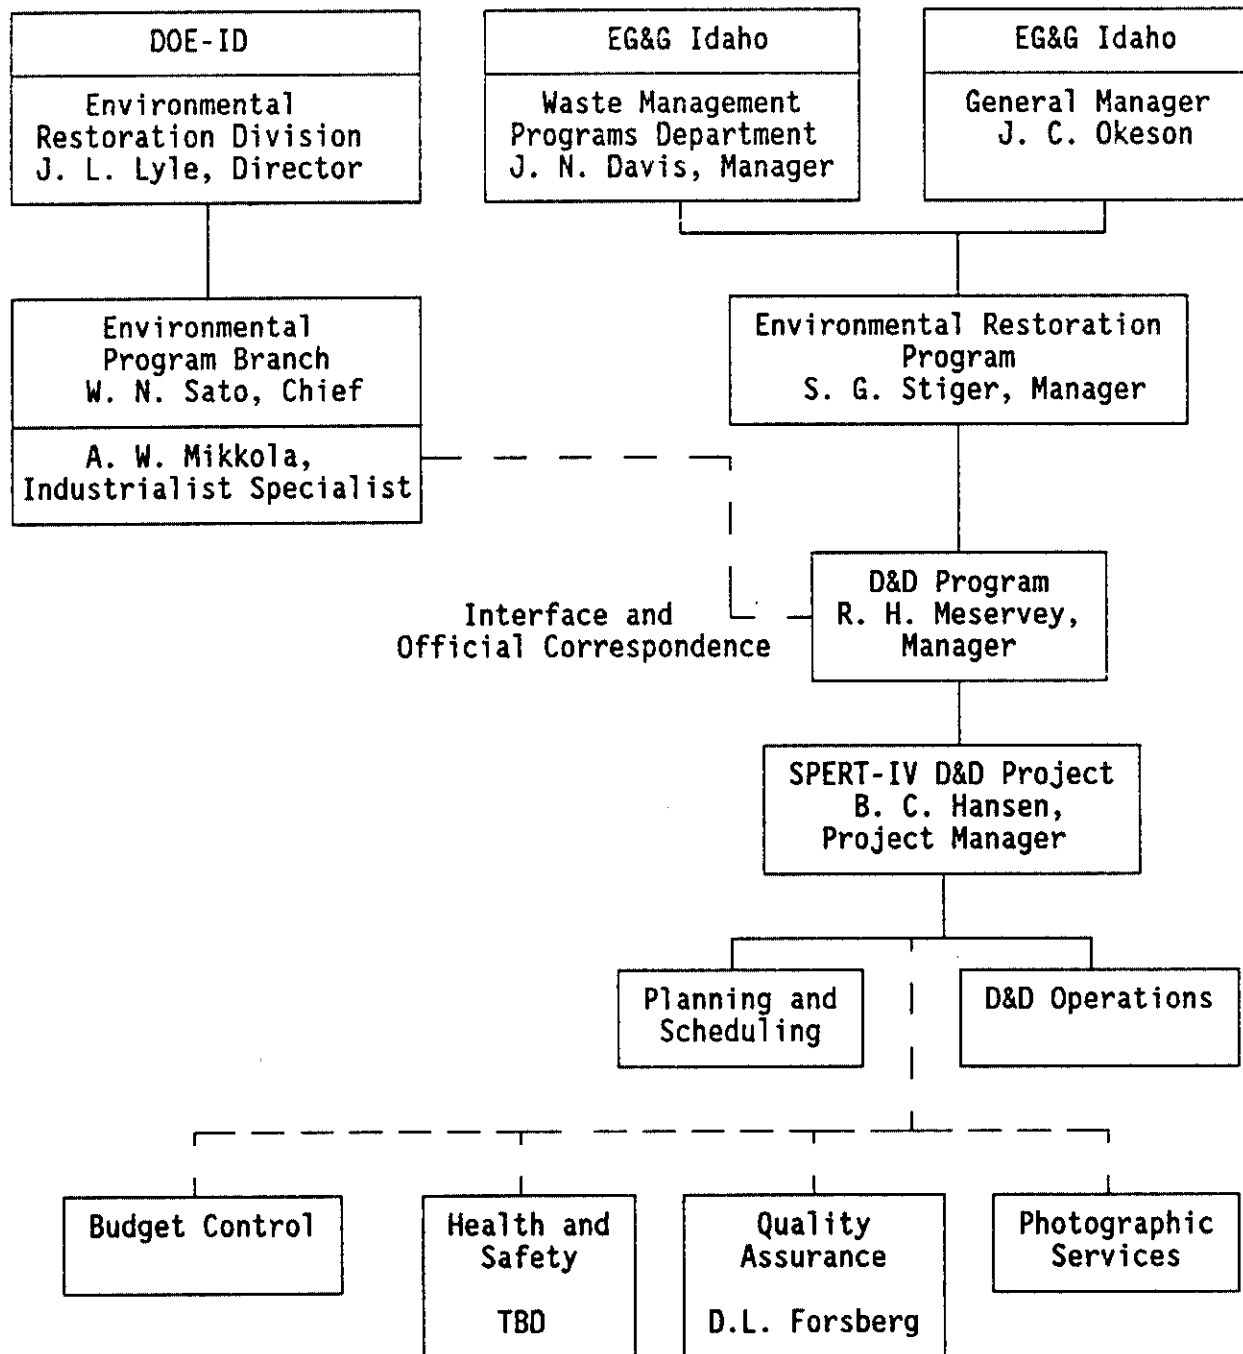 DOE-ID
Environmental
Restoration Division
J. L. Lyle, Director
EG&G Idaho
Waste Management
Programs Department
J. N. Davis, Manager
EG&G Idaho
General Manager
J. C. Okeson
Environmental
Program Branch
W. N. Sato, Chief
A. W. Mikkola,
Industrialist Specialist
Environmental Restoration
Program
S. G. Stiger, Manager
Interface and
Official Correspondence
D&D Program
R. H. Meservey,
Manager
SPERT-IV D&D Project
B. C. Hansen,
Project Manager
Planning and
Scheduling
D&D Operations
Budget Control
Health and
Safety
TBD
Quality
Assurance
D.L. Forsberg
Photographic
Services